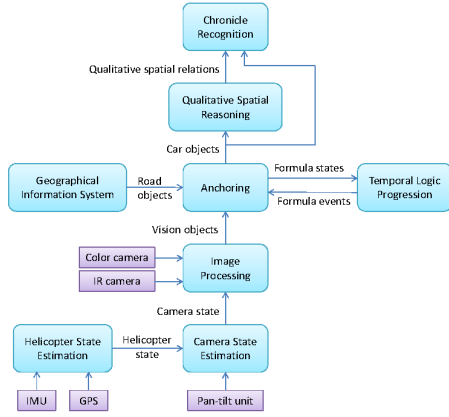 Chronicle
Recognition
Qualitative spatial relations
Qualitative Spatial
Reasoning
Car objects
Geographical
Information System
Road
objects
Anchoring
Formula states
Formula events
Temporal Logic
Progression
Vision objects
Color camera
IR camera
Image
Processing
Camera state
Helicopter State
Estimation
Helicopter
state
Camera State
Estimation
IMU
GPS
Pan-tilt unit